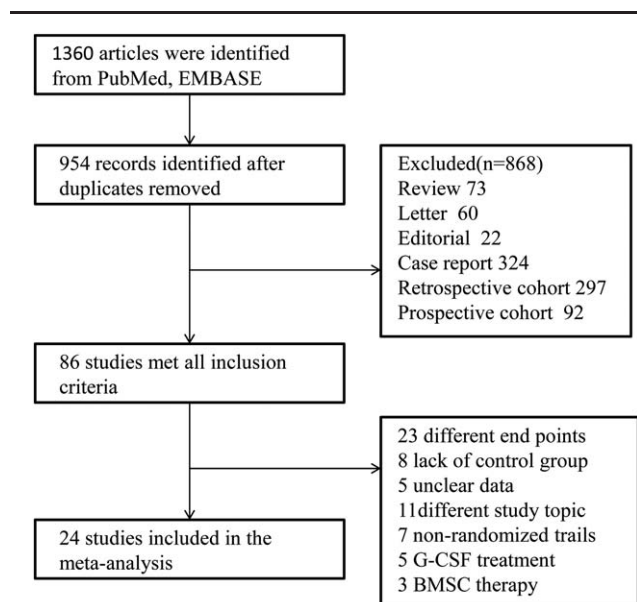 1360 articles were identified
from PubMed, EMBASE
954 records identified after
duplicates removed
Excluded(n=868)
Review 73
Letter 60
Editorial 22
Case report 324
Retrospective cohort 297
Prospective cohort 92
86 studies met all inclusion
criteria
23 different end points
8 lack of control group
5 unclear data
11different study topic
7 non-randomized trails
5 G-CSF treatment
3 BMSC therapy
24 studies included in the
meta-analysis